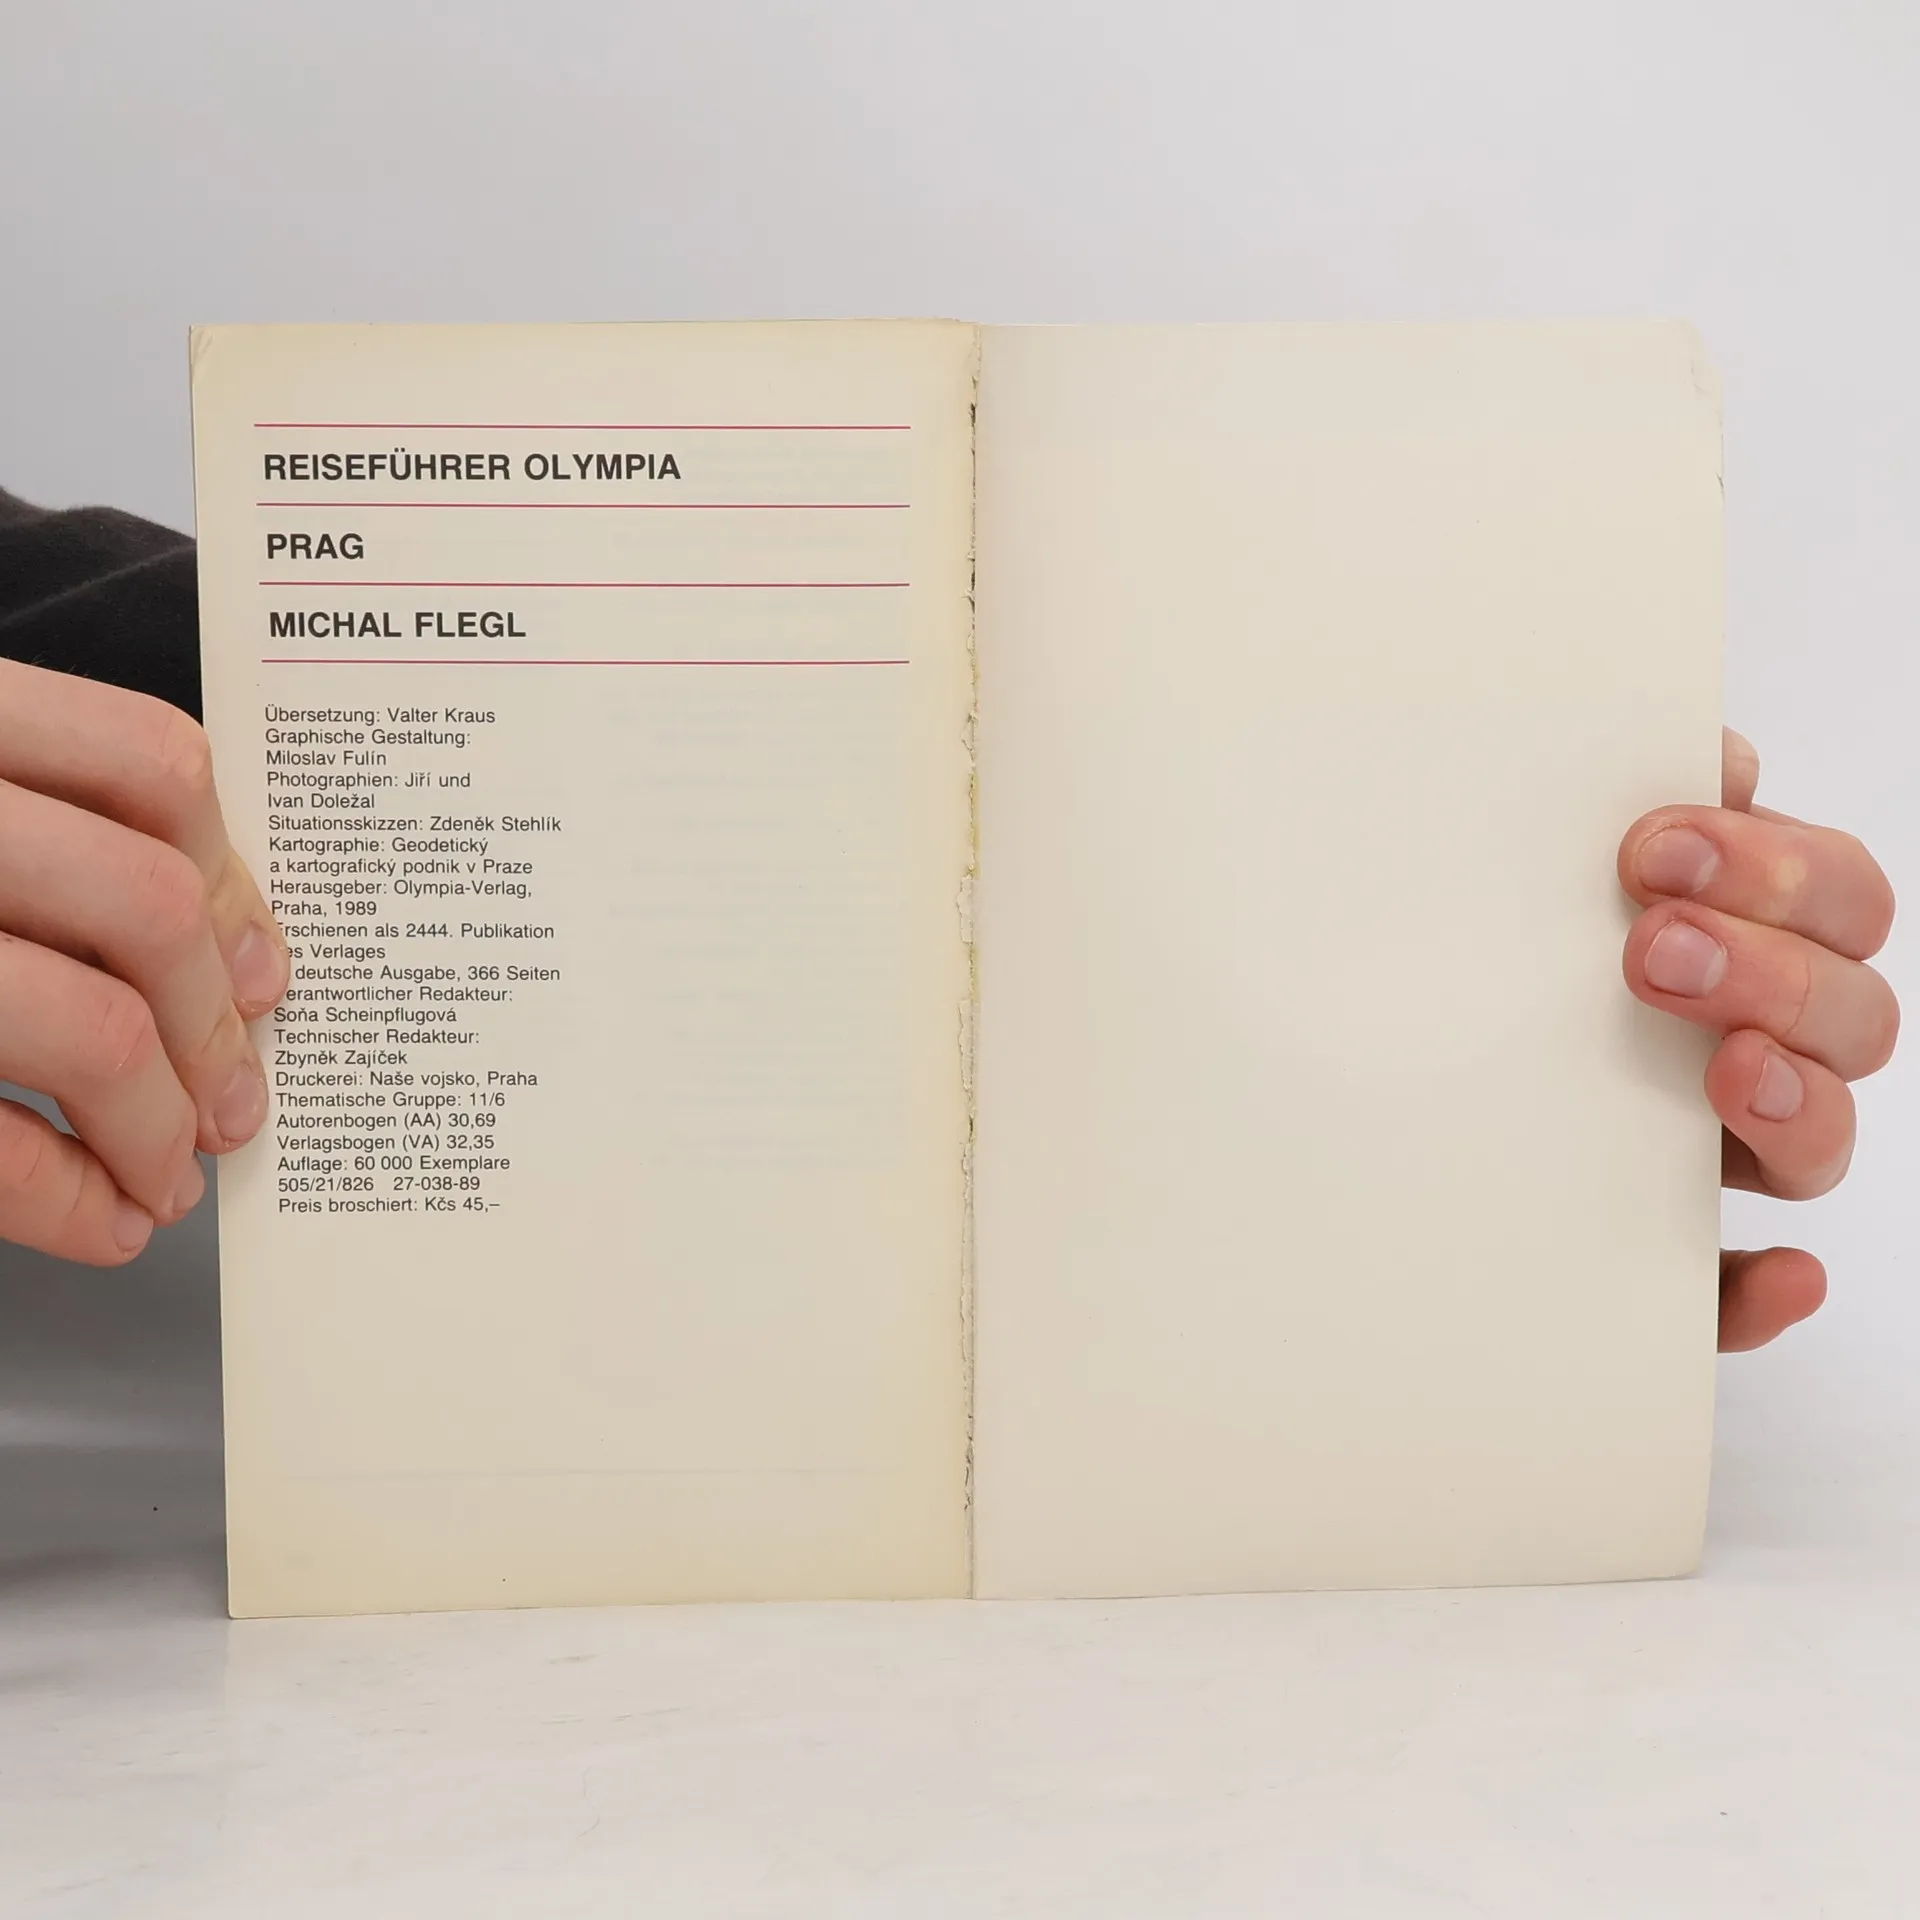 REISEFÜHRER OLYMPIA
PRAG
MICHAL FLEGL
Übersetzung: Valter Kraus
Graphische Gestaltung:
Miloslav Fulín
Photographien: Jiří und
Ivan Doležal
Situationsskizzen: Zdeněk Stehlík
Kartographie: Geodetický
a kartografický podnik v Praze
Herausgeber: Olympia-Verlag,
Praha, 1989
Erschienen als 2444. Publikation
es Verlages
deutsche Ausgabe, 366 Seiten
erantwortlicher Redakteur:
Soňa Scheinpflugová
Technischer Redakteur:
Zbyněk Zajíček
Druckerei: Naše vojsko, Praha
Thematische Gruppe: 11/6
Autorenbogen (AA) 30,69
Verlagsbogen (VA) 32,35
Auflage: 60 000 Exemplare
505/21/826 27-038-89
Preis broschiert: Kčs 45,–